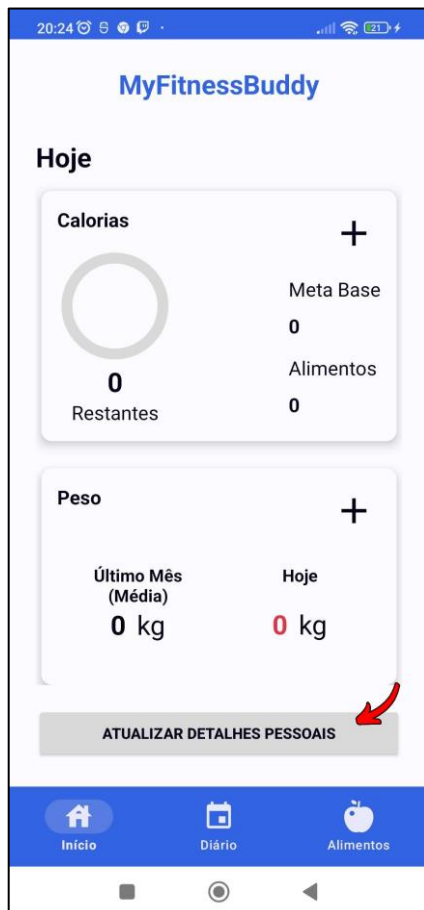 20:24
21
MyFitnessBuddy
Hoje
Calorias
Meta Base
0
Alimentos
0
0
Restantes
Peso
Último Mês
(Média)
0 kg
Hoje
0 kg
ATUALIZAR DETALHES PESSOAIS
Início
Diário
Alimentos